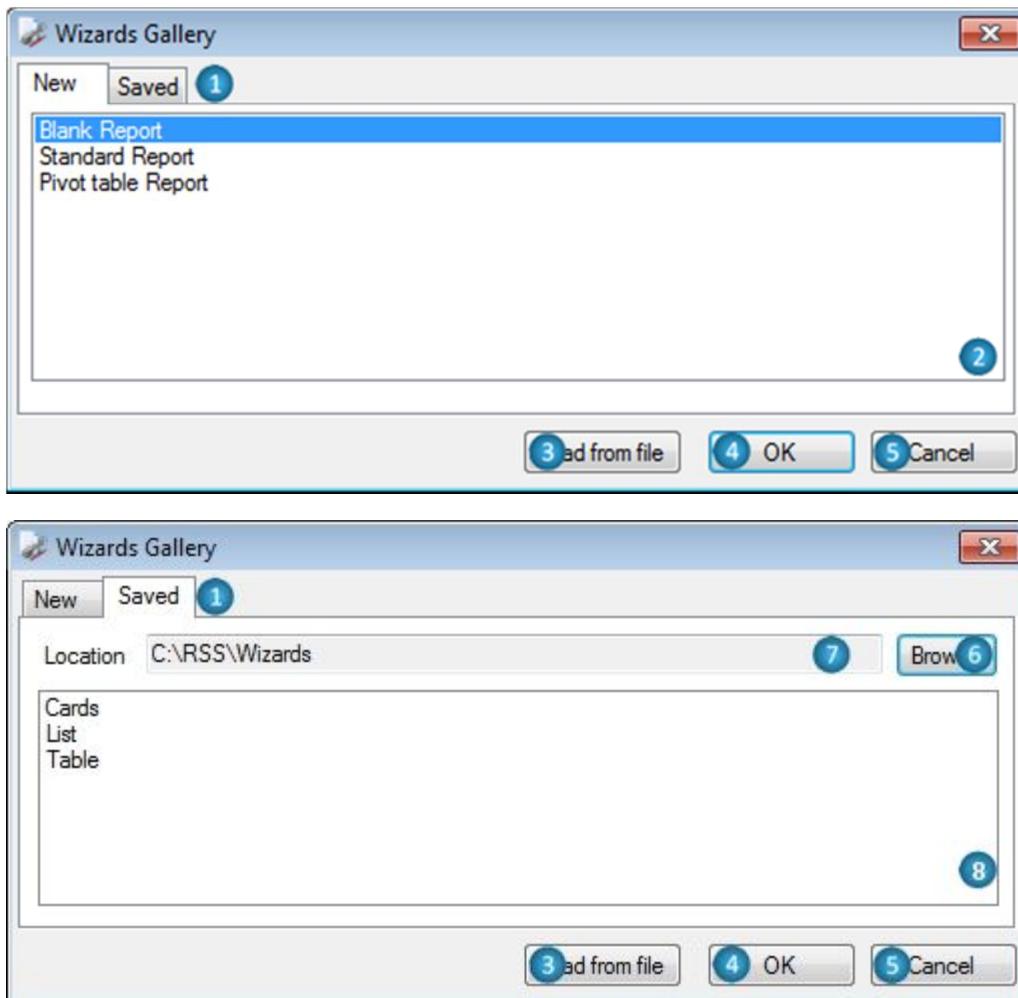 Wizards Gallery
New Saved 1
Blank Report
Standard Report
Pivot table Report
2
3 ad from file 4 OK 5 Cancel
Wizards Gallery
New Saved 1
Location C:\RSS\Wizards 7 Brow 6
Cards
List
Table
8
3 ad from file 4 OK 5 Cancel